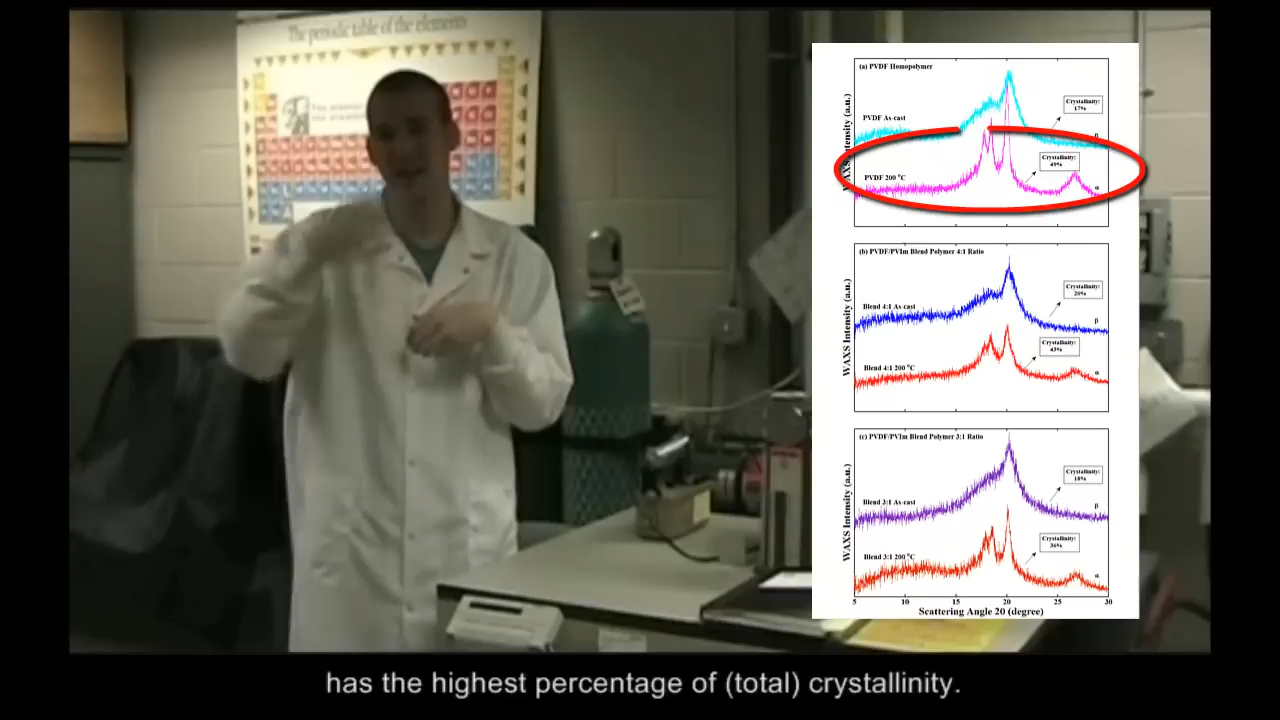 The periodic table of the elements
(a) PVDF Homopolymer
Crystallinity:
17%
PVDF As-cast
β
Crystallinity:
49%
PVDF 200 °C
α
WAXS Intensity (a.u.)
(b) PVDF/PVIm Blend Polymer 4:1 Ratio
Crystallinity:
20%
Blend 4:1 As-cast
β
Crystallinity:
43%
Blend 4:1 200 °C
α
WAXS Intensity (a.u.)
(c) PVDF/PVIm Blend Polymer 3:1 Ratio
Crystallinity:
18%
Blend 3:1 As-cast
β
Crystallinity:
36%
Blend 3:1 200 °C
α
WAXS Intensity (a.u.)
5 10 15 20 25 30
Scattering Angle 2θ (degree)
has the highest percentage of (total) crystallinity.